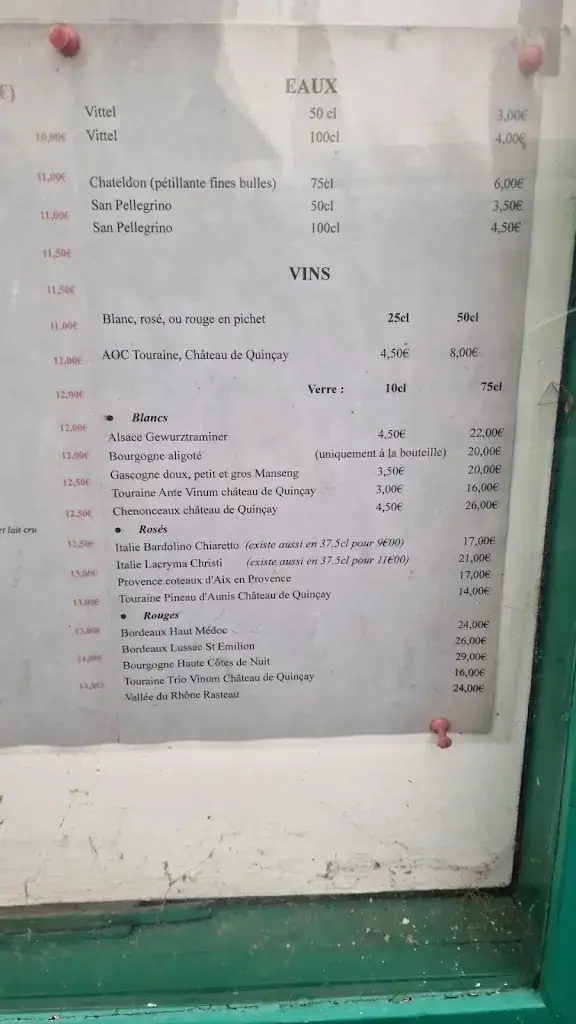 €)
10,00€
11,00€
11,00€
11,50€
11,50€
11,00€
12,00€
12,00€
12,00€
12,00€
12,50€
12,50€
et lait cru
12,50€
13,00€
13,00€
13,00€
14,00€
14,50€
EAUX
Vittel 50 cl 3,00€
Vittel 100cl 4,00€
Chateldon (pétillante fines bulles) 75cl 6,00€
San Pellegrino 50cl 3,50€
San Pellegrino 100cl 4,50€
VINS
Blanc, rosé, ou rouge en pichet 25cl 50cl
AOC Touraine, Château de Quinçay 4,50€ 8,00€
Verre : 10cl 75cl
• Blancs
Alsace Gewurztraminer 4,50€ 22,00€
Bourgogne aligoté (uniquement à la bouteille) 20,00€
Gascogne doux, petit et gros Manseng 3,50€ 20,00€
Touraine Ante Vinum château de Quinçay 3,00€ 16,00€
Chenonceaux château de Quinçay 4,50€ 26,00€
• Rosés
Italie Bardolino Chiaretto (existe aussi en 37,5cl pour 9€00) 17,00€
Italie Lacryma Christi (existe aussi en 37,5cl pour 11€00) 21,00€
Provence coteaux d'Aix en Provence 17,00€
Touraine Pineau d'Aunis Château de Quinçay 14,00€
• Rouges
Bordeaux Haut Médoc 24,00€
Bordeaux Lussac St Emilion 26,00€
Bourgogne Haute Côtes de Nuit 29,00€
Touraine Trio Vinum Château de Quinçay 16,00€
Vallée du Rhône Rasteau 24,00€